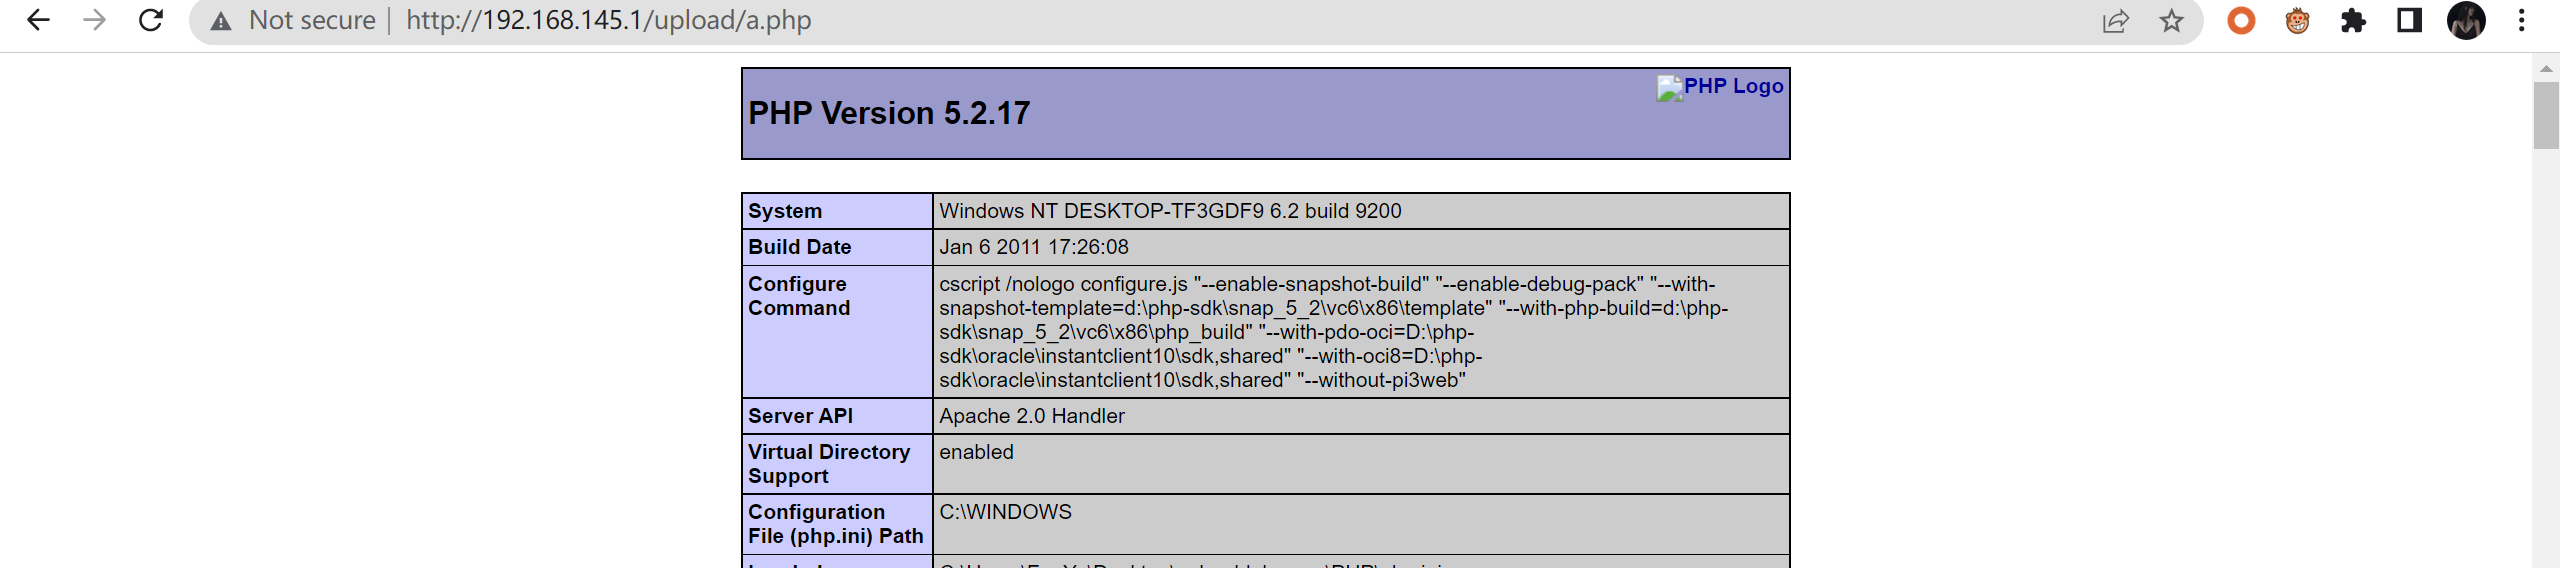 Not secure | http://192.168.145.1/upload/a.php
PHP Logo
PHP Version 5.2.17
System
Windows NT DESKTOP-TF3GDF9 6.2 build 9200
Build Date
Jan 6 2011 17:26:08
Configure
Command
cscript /nologo configure.js "--enable-snapshot-build" "--enable-debug-pack" "--with-
snapshot-template=d:\php-sdk\snap_5_2\vc6\x86\template" "--with-php-build=d:\php-
sdk\snap_5_2\vc6\x86\php_build" "--with-pdo-oci=D:\php-
sdk\oracle\instantclient10\sdk,shared" "--with-oci8=D:\php-
sdk\oracle\instantclient10\sdk,shared" "--without-pi3web"
Server API
Apache 2.0 Handler
Virtual Directory
Support
enabled
Configuration
File (php.ini) Path
C:\WINDOWS